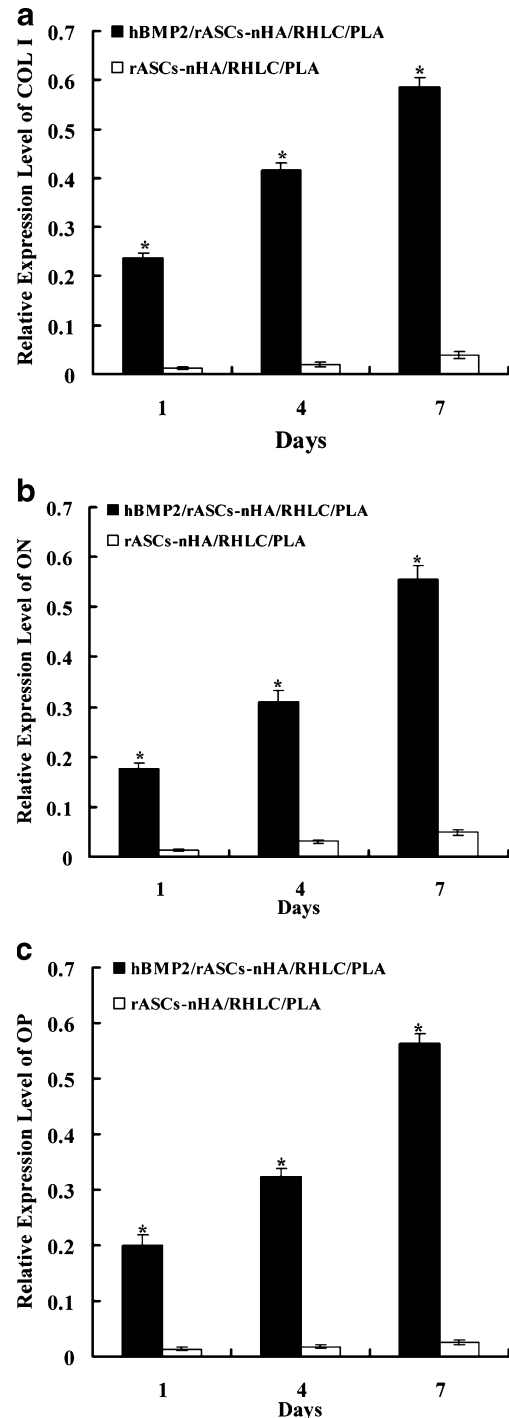 a
hBMP2/rASCs-nHA/RHLC/PLA
rASCs-nHA/RHLC/PLA
Relative Expression Level of COL I
0.7
0.6
0.5
0.4
0.3
0.2
0.1
0
*
*
*
1 4 7
Days
b
hBMP2/rASCs-nHA/RHLC/PLA
rASCs-nHA/RHLC/PLA
Relative Expression Level of ON
0.7
0.6
0.5
0.4
0.3
0.2
0.1
0
*
*
*
1 4 7
Days
c
hBMP2/rASCs-nHA/RHLC/PLA
rASCs-nHA/RHLC/PLA
Relative Expression Level of OP
0.7
0.6
0.5
0.4
0.3
0.2
0.1
0
*
*
*
1 4 7
Days